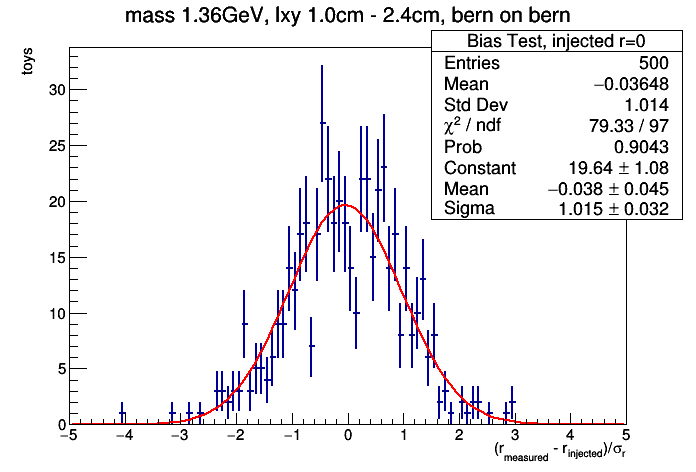 mass 1.36GeV, lxy 1.0cm - 2.4cm, bern on bern
Bias Test, injected r=0
Entries 500
Mean −0.03648
Std Dev 1.014
χ² / ndf 79.33 / 97
Prob 0.9043
Constant 19.64 ± 1.08
Mean −0.038 ± 0.045
Sigma 1.015 ± 0.032
toys
30
25
20
15
10
5
0
−5 −4 −3 −2 −1 0 1 2 3 4 5
(r_measured - r_injected)/σ_r